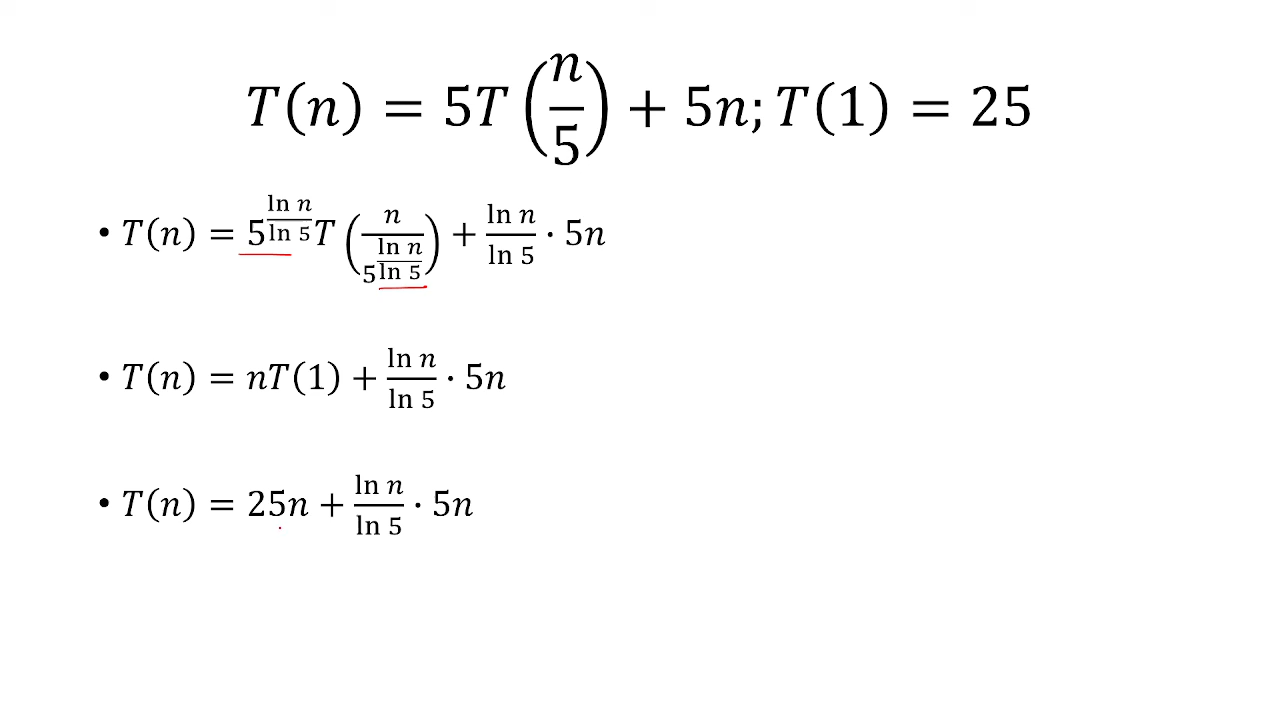 T(n) = 5T(n/5) + 5n; T(1) = 25
• T(n) = 5^(ln n/ln 5) T(n/5^(ln n/ln 5)) + ln n/ln 5 · 5n
• T(n) = nT(1) + ln n/ln 5 · 5n
• T(n) = 25n + ln n/ln 5 · 5n